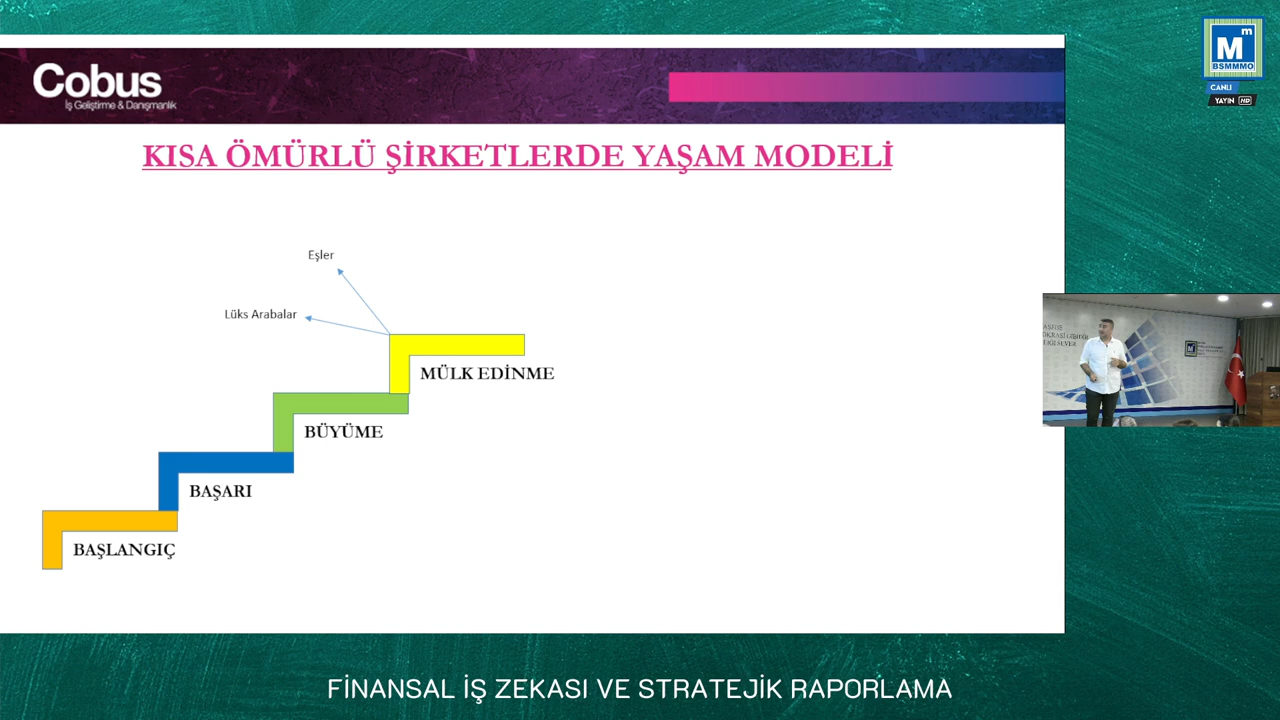 Cobus
İş Geliştirme & Danışmanlık
M m
BSMMMO
CANLI
YAYIN HD
KISA ÖMÜRLÜ ŞİRKETLERDE YAŞAM MODELİ
Eşler
Lüks Arabalar
MÜLK EDİNME
BÜYÜME
BAŞARI
BAŞLANGIÇ
FİNANSAL İŞ ZEKASI VE STRATEJİK RAPORLAMA